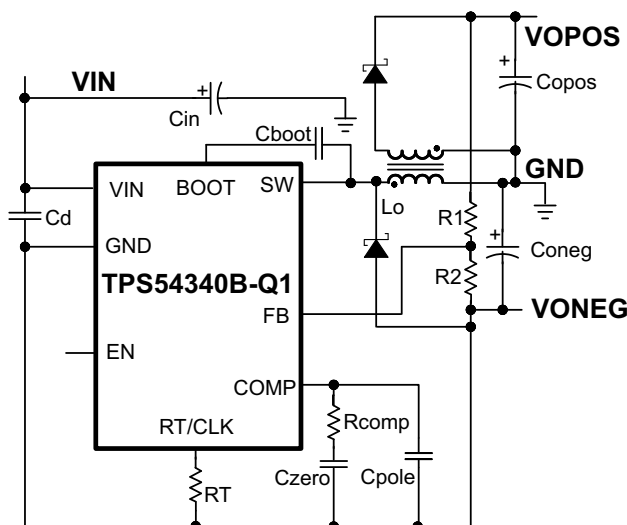 VOPOS
VIN
+
+
Copos
Cin
Cboot
GND
VIN
BOOT
SW
Cd
Lo
R1
+
GND
Coneg
TPS54340B-Q1
R2
FB
VONEG
EN
COMP
RT/CLK
Rcomp
RT
Czero
Cpole